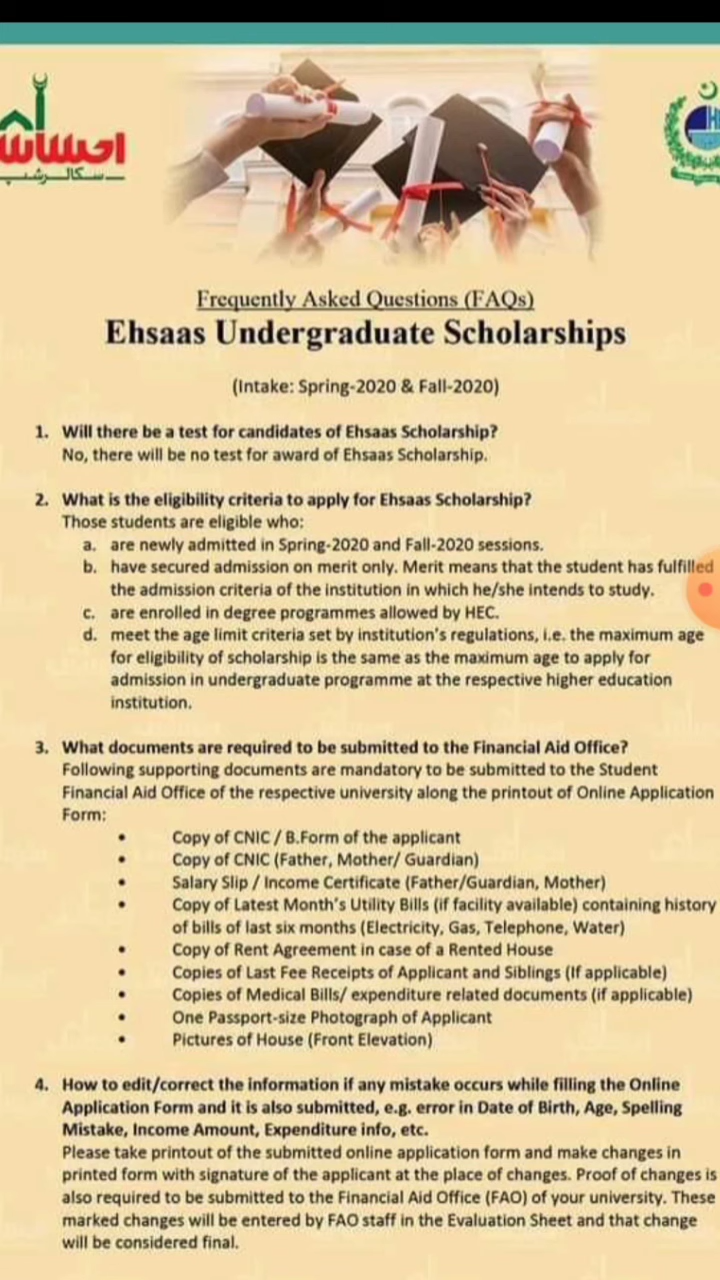 احساس
سکالرشپ
H
Frequently Asked Questions (FAQs)
Ehsaas Undergraduate Scholarships
(Intake: Spring-2020 & Fall-2020)
1. Will there be a test for candidates of Ehsaas Scholarship?
No, there will be no test for award of Ehsaas Scholarship.
2. What is the eligibility criteria to apply for Ehsaas Scholarship?
Those students are eligible who:
a. are newly admitted in Spring-2020 and Fall-2020 sessions.
b. have secured admission on merit only. Merit means that the student has fulfilled
the admission criteria of the institution in which he/she intends to study.
c. are enrolled in degree programmes allowed by HEC.
d. meet the age limit criteria set by institution's regulations, i.e. the maximum age
for eligibility of scholarship is the same as the maximum age to apply for
admission in undergraduate programme at the respective higher education
institution.
3. What documents are required to be submitted to the Financial Aid Office?
Following supporting documents are mandatory to be submitted to the Student
Financial Aid Office of the respective university along the printout of Online Application
Form:
• Copy of CNIC / B.Form of the applicant
• Copy of CNIC (Father, Mother/ Guardian)
• Salary Slip / Income Certificate (Father/Guardian, Mother)
• Copy of Latest Month's Utility Bills (if facility available) containing history
of bills of last six months (Electricity, Gas, Telephone, Water)
• Copy of Rent Agreement in case of a Rented House
• Copies of Last Fee Receipts of Applicant and Siblings (If applicable)
• Copies of Medical Bills/ expenditure related documents (if applicable)
• One Passport-size Photograph of Applicant
• Pictures of House (Front Elevation)
4. How to edit/correct the information if any mistake occurs while filling the Online
Application Form and it is also submitted, e.g. error in Date of Birth, Age, Spelling
Mistake, Income Amount, Expenditure info, etc.
Please take printout of the submitted online application form and make changes in
printed form with signature of the applicant at the place of changes. Proof of changes is
also required to be submitted to the Financial Aid Office (FAO) of your university. These
marked changes will be entered by FAO staff in the Evaluation Sheet and that change
will be considered final.